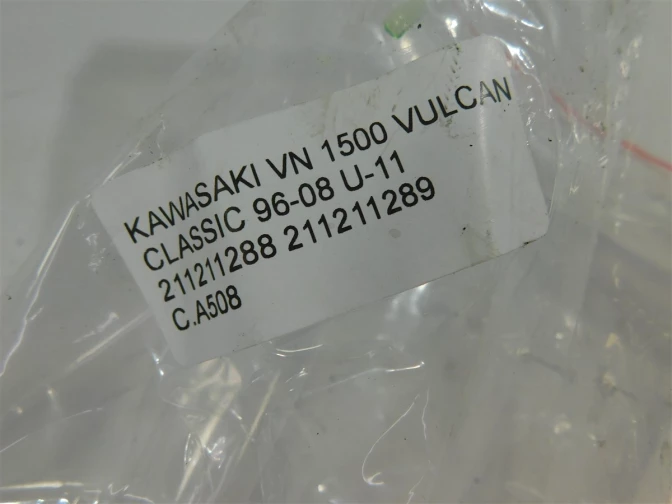 KAWASAKI VN 1500 VULCAN
CLASSIC 96-08 U-11
211211288 211211289
C.A508